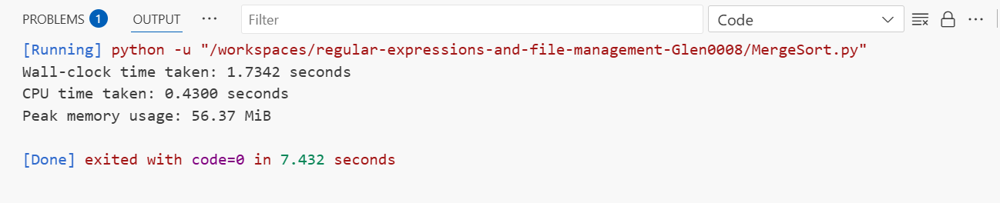 PROBLEMS 1 OUTPUT ··· Filter Code ···
[Running] python -u "/workspaces/regular-expressions-and-file-management-Glen0008/MergeSort.py"
Wall-clock time taken: 1.7342 seconds
CPU time taken: 0.4300 seconds
Peak memory usage: 56.37 MiB
[Done] exited with code=0 in 7.432 seconds